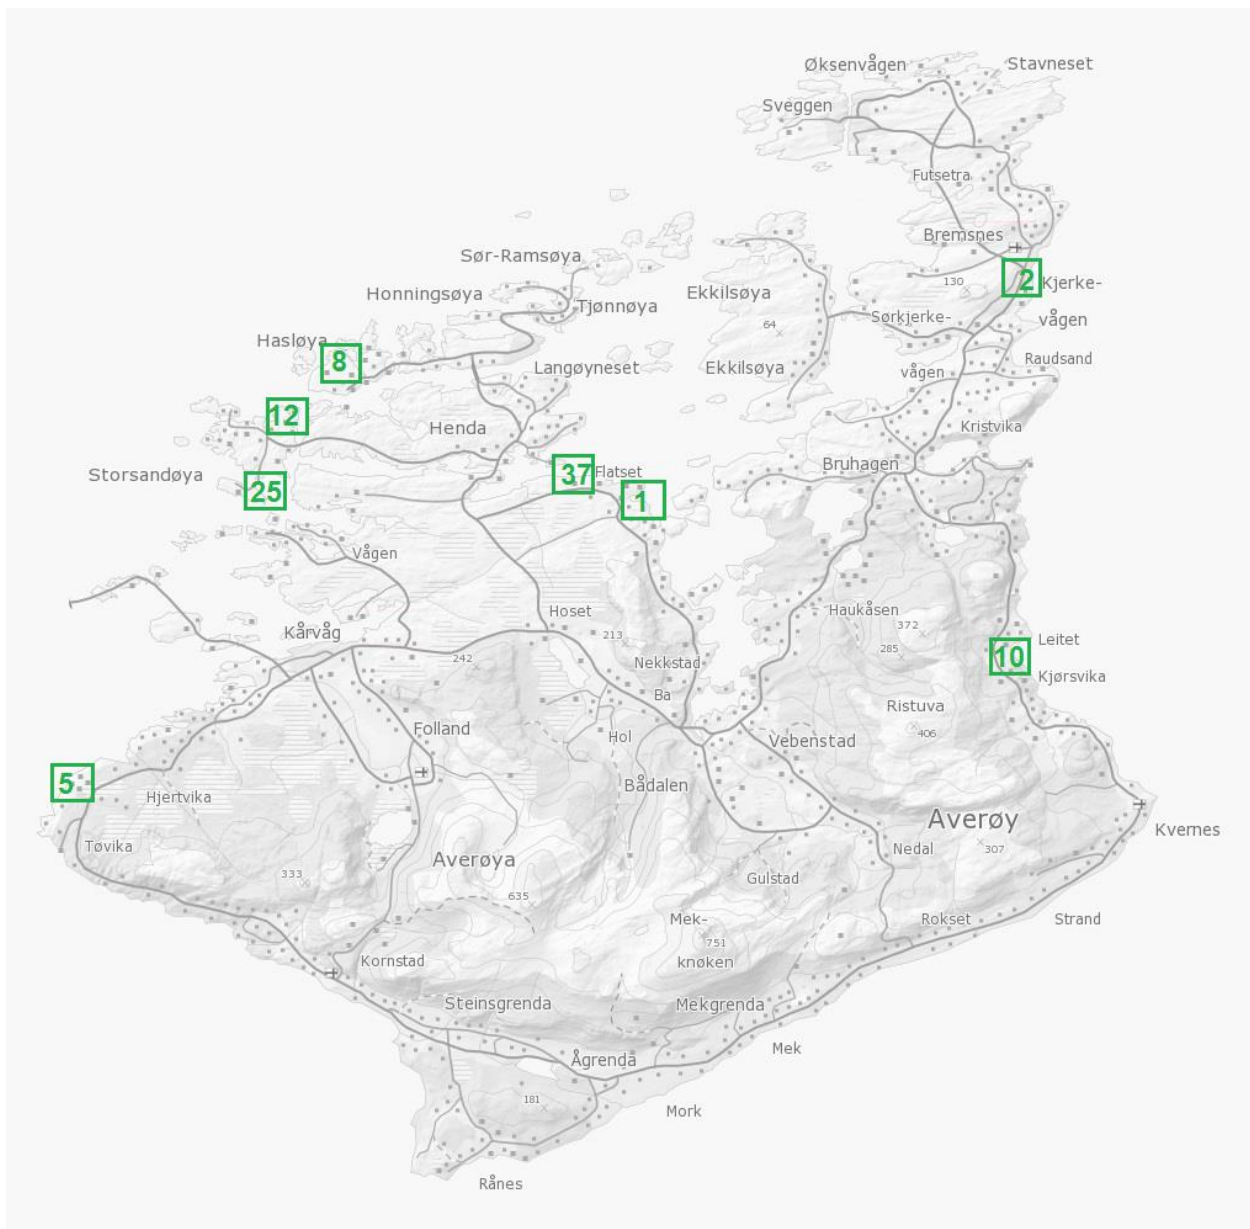 Øksenvågen
Stavneset
Sveggen
Futsetra
Bremsnes
Sør-Ramsøya
2
130
Kjerke-
vågen
Honningsøya
Tjønnøya
Ekkilsøya
64
Sørkjerke-
vågen
Hasløya
8
Langøyneset
Ekkilsøya
Raudsand
12
Henda
Kristvika
Storsandøya
25
37
Flatset
1
Bruhagen
Vågen
Hoset
Haukåsen
372
285
Kårvåg
213
242
Nekkstad
Ba
10
Leitet
Kjørsvika
Ristuva
406
Folland
Hol
Vebenstad
5
Hjertvika
Bådalen
Averøy
Kvernes
Tøvika
Averøya
333
635
Gulstad
Nedal
307
Mek-
knøken
751
Rokset
Strand
Kornstad
Steinsgrenda
Mekgrenda
Ågrenda
Mek
181
Mork
Rånes